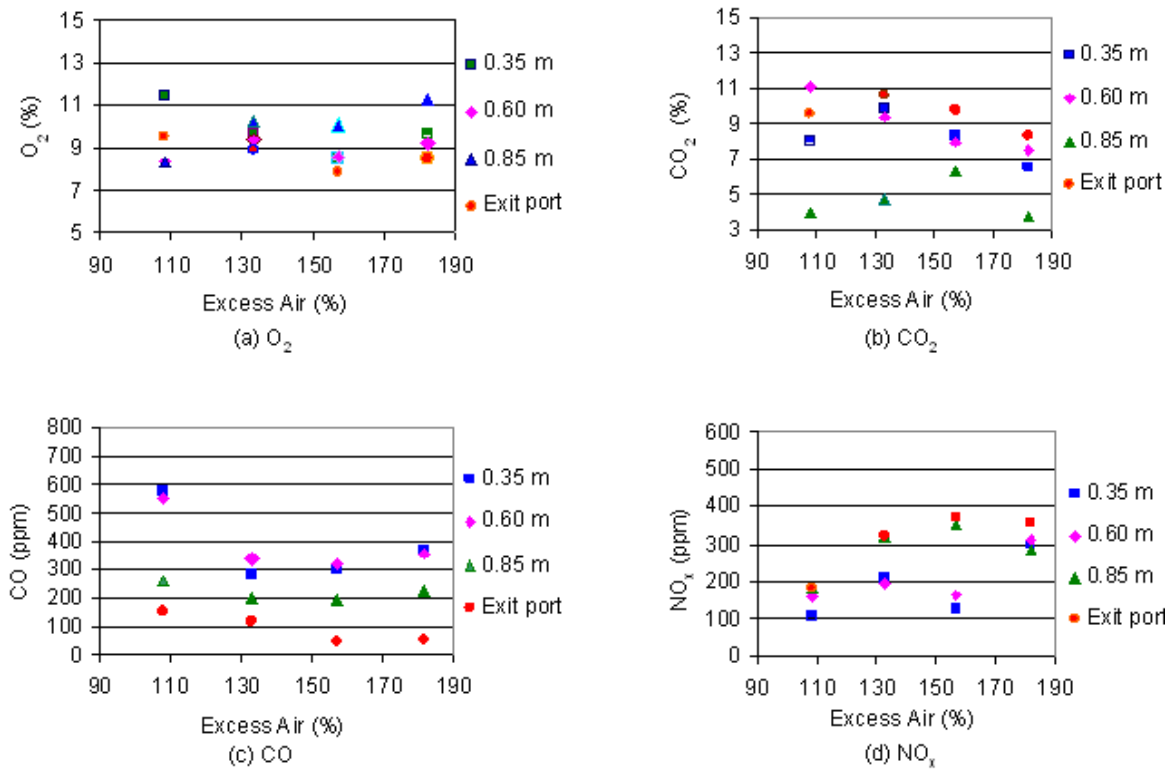 15
13
11
9
7
5
O₂ (%)
90 110 130 150 170 190
Excess Air (%)
(a) O₂
0.35 m
0.60 m
0.85 m
Exit port
15
13
11
9
7
5
3
CO₂ (%)
90 110 130 150 170 190
Excess Air (%)
(b) CO₂
0.35 m
0.60 m
0.85 m
Exit port
800
700
600
500
400
300
200
100
0
CO (ppm)
90 110 130 150 170 190
Excess Air (%)
(c) CO
0.35 m
0.60 m
0.85 m
Exit port
600
500
400
300
200
100
0
NOₓ (ppm)
90 110 130 150 170 190
Excess Air (%)
(d) NOₓ
0.35 m
0.60 m
0.85 m
Exit port